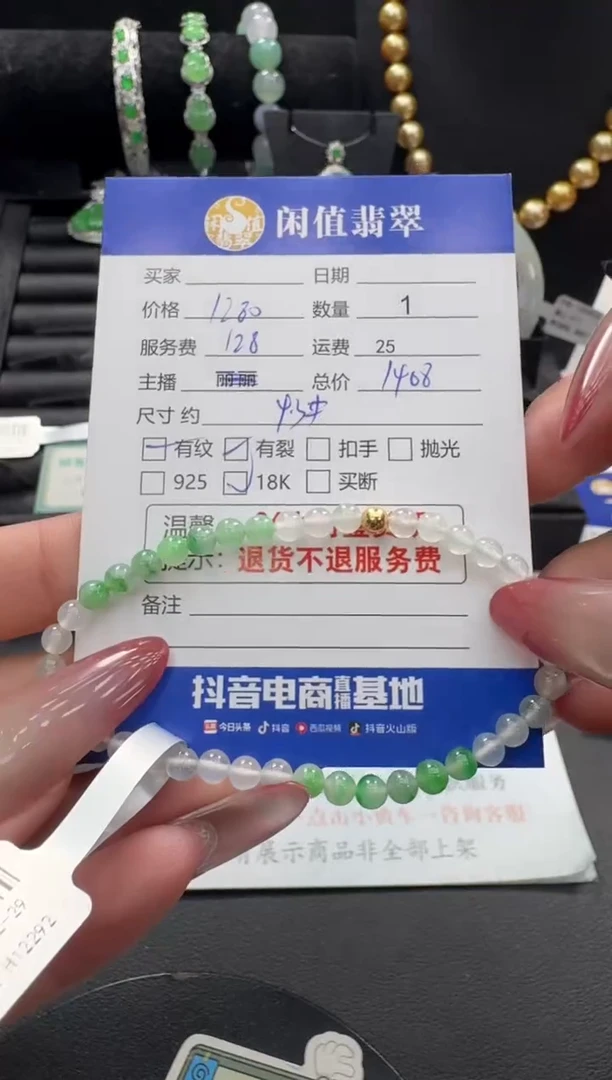 闲值翡翠
买家 日期
价格 1280 数量 1
服务费 128 运费 25
主播 丽丽 总价 1408
尺寸 约
有纹 有裂 扣手 抛光
925 18K 买断
温馨
提示：退货不退服务费
备注
抖音电商直播基地
今日头条 抖音 西瓜视频 抖音火山版
展示商品非全部上架
-29
H12292